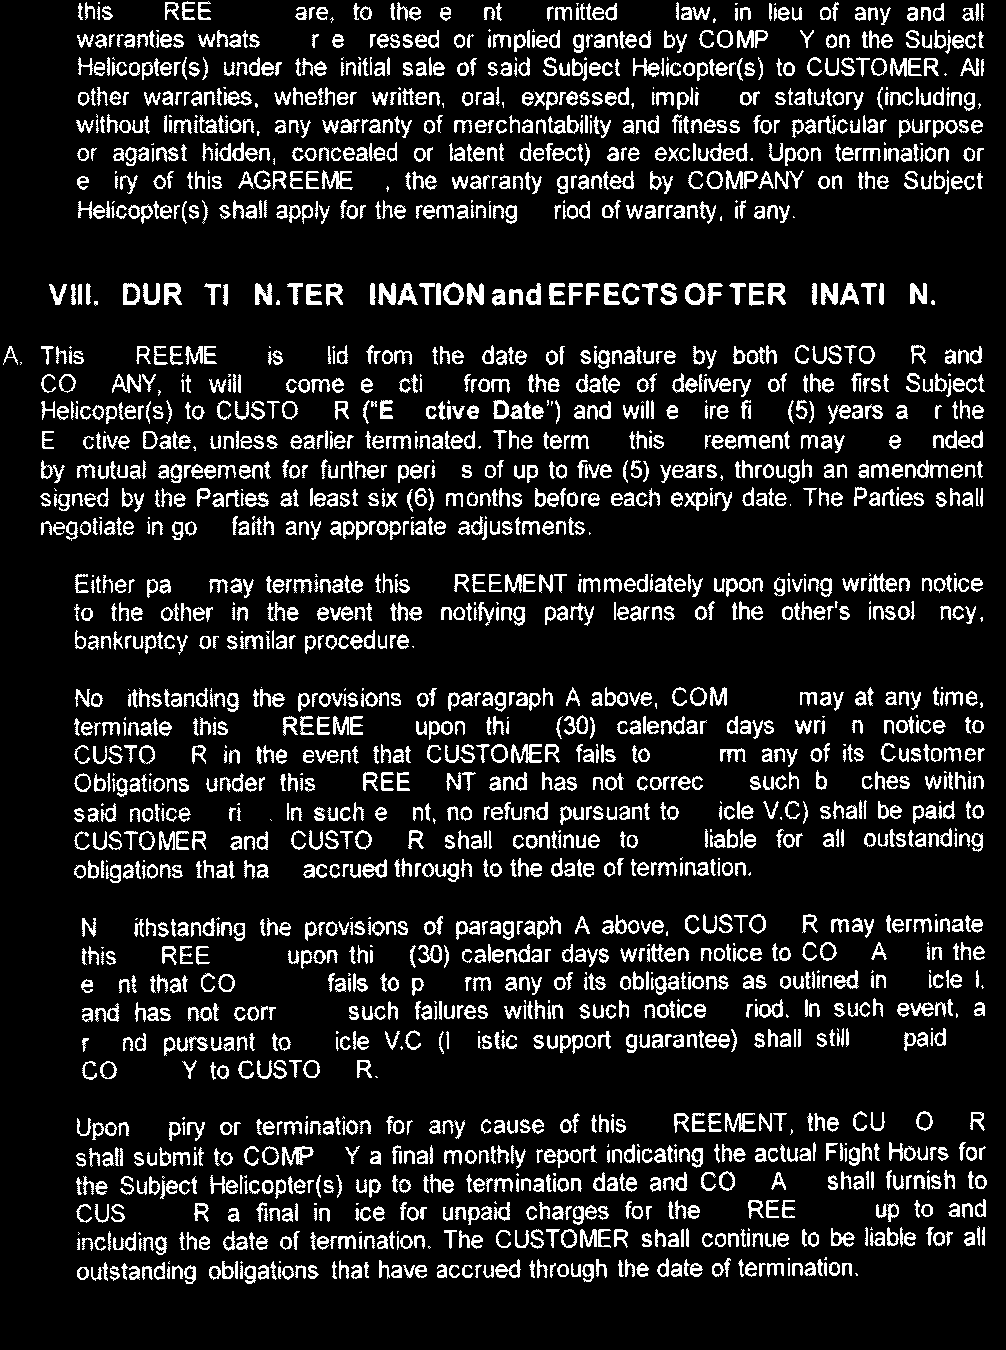 this REE are, to the e nt rmitted law, in lieu of any and all
warranties whats r e ressed or implied granted by COMP Y on the Subject
Helicopter(s) under the initial sale of said Subject Helicopter(s) to CUSTOMER. All
other warranties, whether written, oral, expressed, impli or statutory (including,
without limitation, any warranty of merchantability and fitness for particular purpose
or against hidden, concealed or latent defect) are excluded. Upon termination or
e iry of this AGREEME , the warranty granted by COMPANY on the Subject
Helicopter(s) shall apply for the remaining riod of warranty, if any.
VIII. DUR TI N. TER INATION and EFFECTS OF TER INATI N.
A. This REEME is lid from the date of signature by both CUSTO R and
CO ANY, it will come e cti from the date of delivery of the first Subject
Helicopter(s) to CUSTO R ("E ctive Date") and will e ire fi (5) years a r the
E ctive Date, unless earlier terminated. The term this reement may e nded
by mutual agreement for further peri s of up to five (5) years, through an amendment
signed by the Parties at least six (6) months before each expiry date. The Parties shall
negotiate in go faith any appropriate adjustments.
Either pa may terminate this REEMENT immediately upon giving written notice
to the other in the event the notifying party learns of the other's insol ncy,
bankruptcy or similar procedure.
No ithstanding the provisions of paragraph A above, COM may at any time,
terminate this REEME upon thi (30) calendar days wri n notice to
CUSTO R in the event that CUSTOMER fails to rm any of its Customer
Obligations under this REE NT and has not correc such b ches within
said notice ri . In such e nt, no refund pursuant to icle V.C) shall be paid to
CUSTOMER and CUSTO R shall continue to liable for all outstanding
obligations that ha accrued through to the date of termination.
N ithstanding the provisions of paragraph A above, CUSTO R may terminate
this REE upon thi (30) calendar days written notice to CO A in the
e nt that CO fails to p rm any of its obligations as outlined in icle I,
and has not corr such failures within such notice riod. In such event, a
r nd pursuant to icle V.C (l istic support guarantee) shall still paid
CO Y to CUSTO R.
Upon piry or termination for any cause of this REEMENT, the CU O R
shall submit to COMP Y a final monthly report indicating the actual Flight Hours for
the Subject Helicopter(s) up to the termination date and CO A shall furnish to
CUS R a final in ice for unpaid charges for the REE up to and
including the date of termination. The CUSTOMER shall continue to be liable for all
outstanding obligations that have accrued through the date of termination.